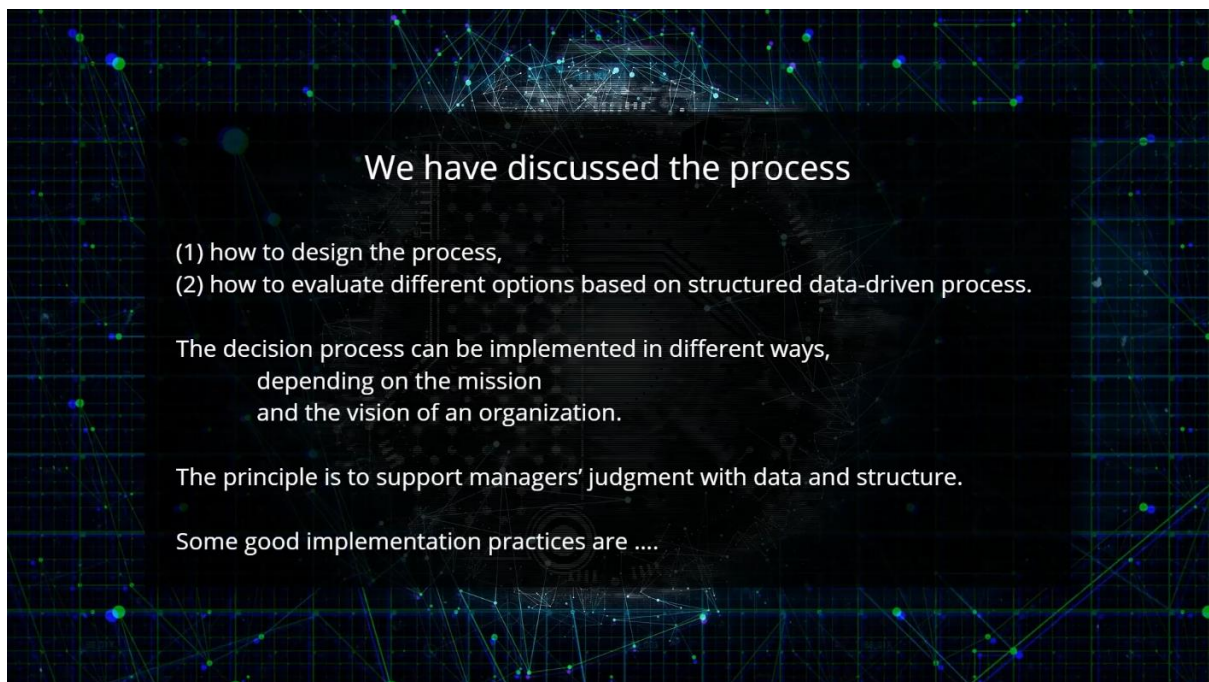 We have discussed the process
(1) how to design the process,
(2) how to evaluate different options based on structured data-driven process.
The decision process can be implemented in different ways,
depending on the mission
and the vision of an organization.
The principle is to support managers’ judgment with data and structure.
Some good implementation practices are ....